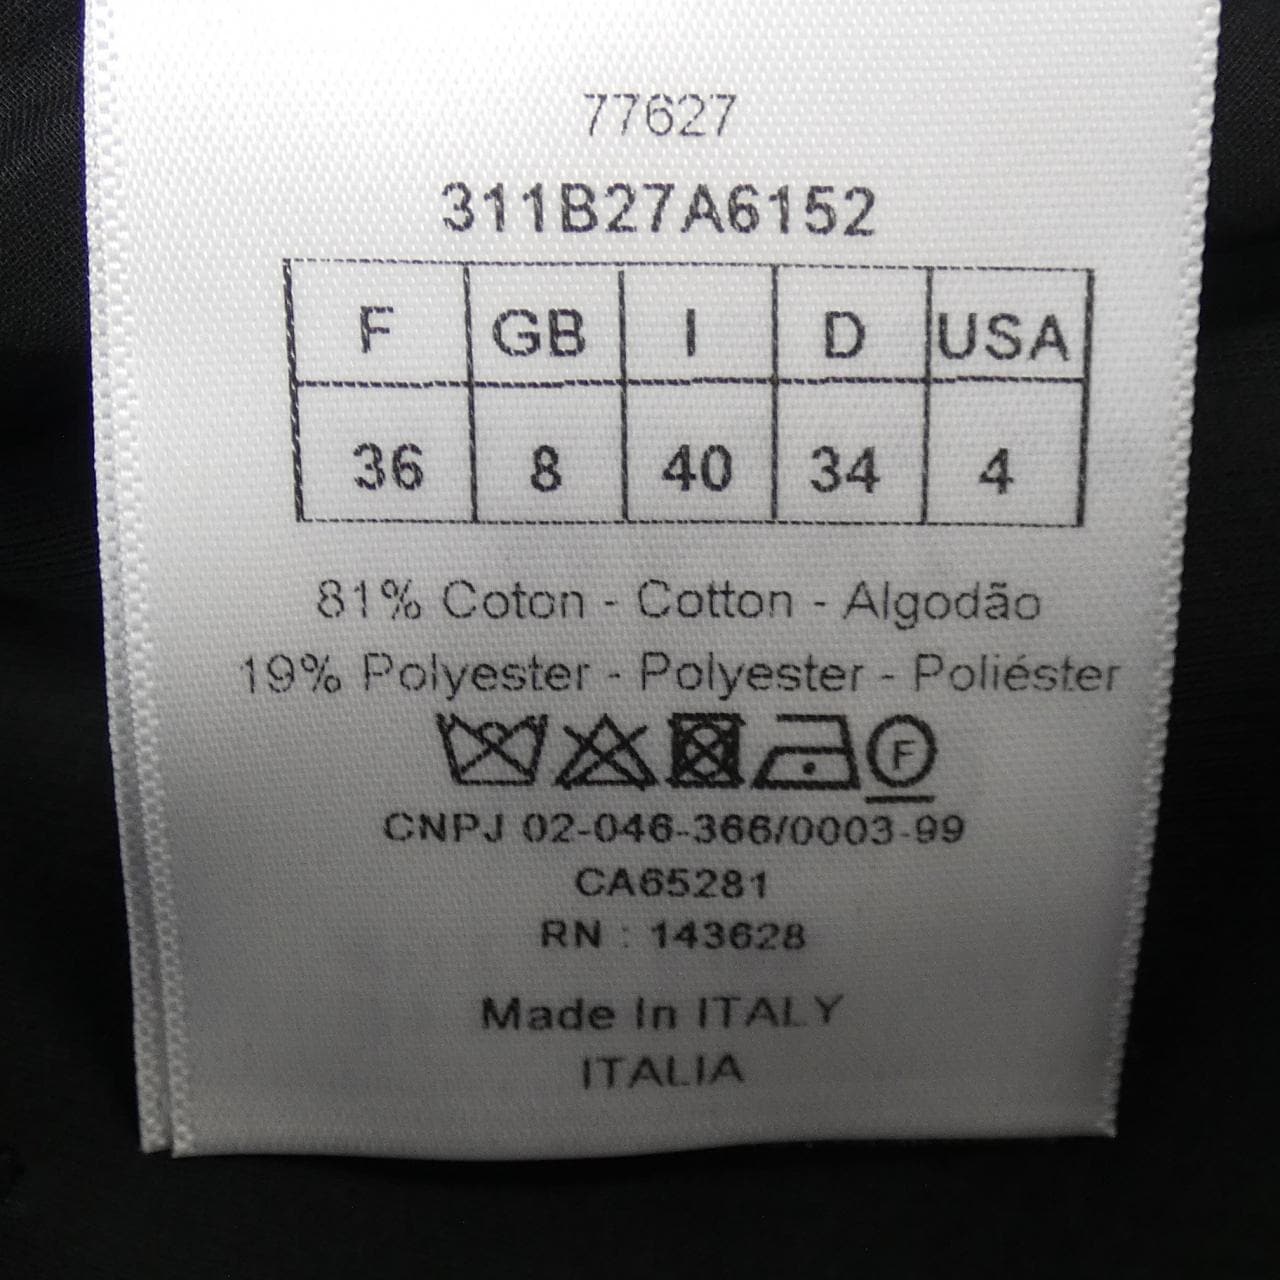 77627
311B27A6152
F GB I D USA
36 8 40 34 4
81% Coton - Cotton - Algodão
19% Polyester - Polyester - Poliéster
F
CNPJ 02-046-366/0003-99
CA65281
RN : 143628
Made In ITALY
ITALIA